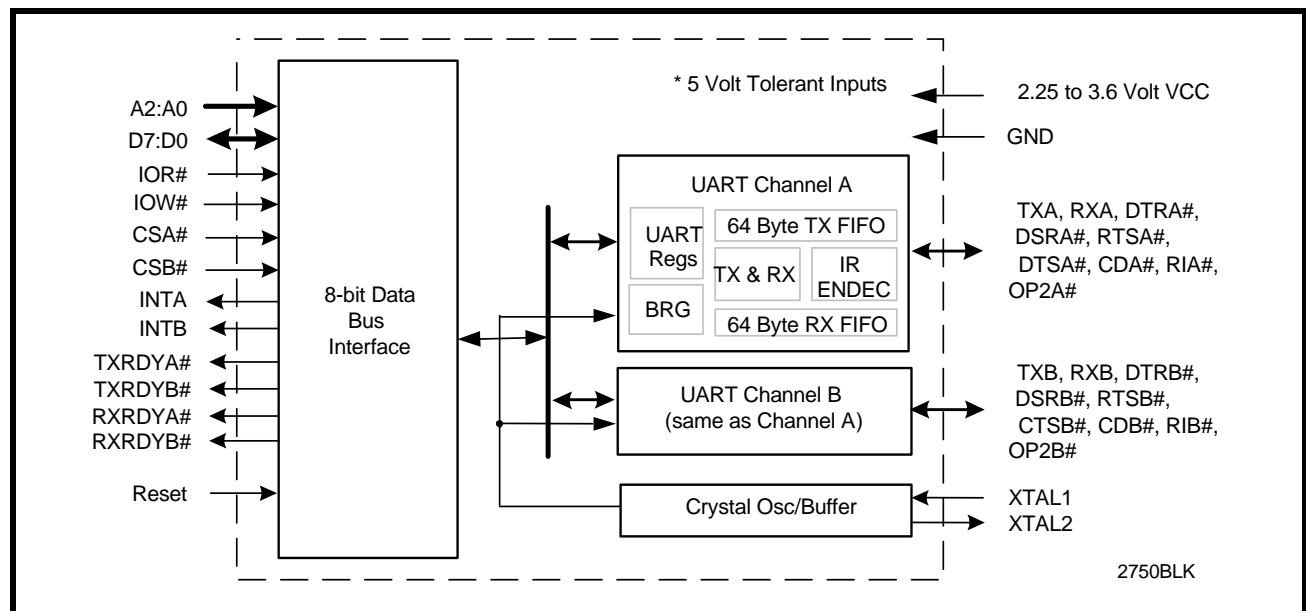 A2:A0
D7:D0
IOR#
IOW#
CSA#
CSB#
INTA
INTB
TXRDYA#
TXRDYB#
RXRDYA#
RXRDYB#
Reset
8-bit Data
Bus
Interface
* 5 Volt Tolerant Inputs
2.25 to 3.6 Volt VCC
GND
UART Channel A
UART
Regs
BRG
64 Byte TX FIFO
TX & RX
IR
ENDEC
64 Byte RX FIFO
TXA, RXA, DTRA#,
DSRA#, RTSA#,
DTSA#, CDA#, RIA#,
OP2A#
UART Channel B
(same as Channel A)
TXB, RXB, DTRB#,
DSRB#, RTSB#,
CTSB#, CDB#, RIB#,
OP2B#
Crystal Osc/Buffer
XTAL1
XTAL2
2750BLK